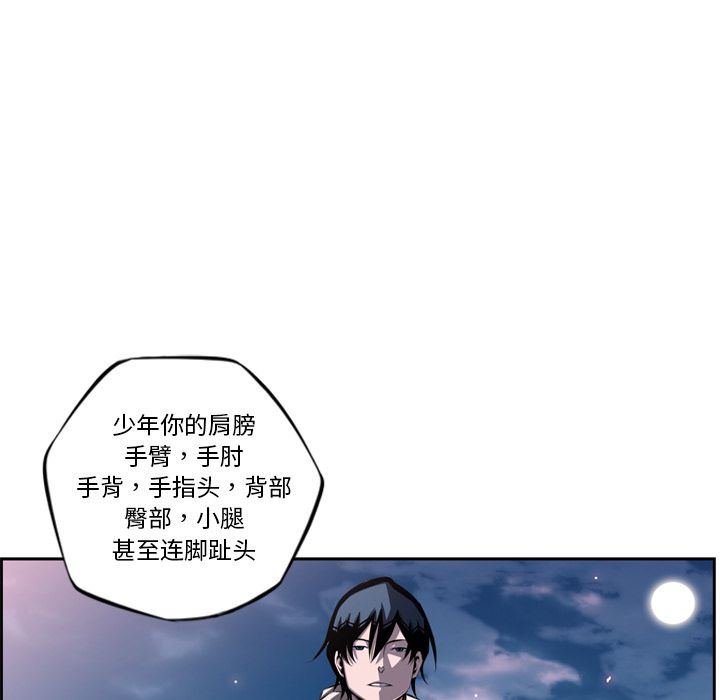 少年你的肩膀
手臂，手肘
手背，手指头，背部
臀部，小腿
甚至连脚趾头